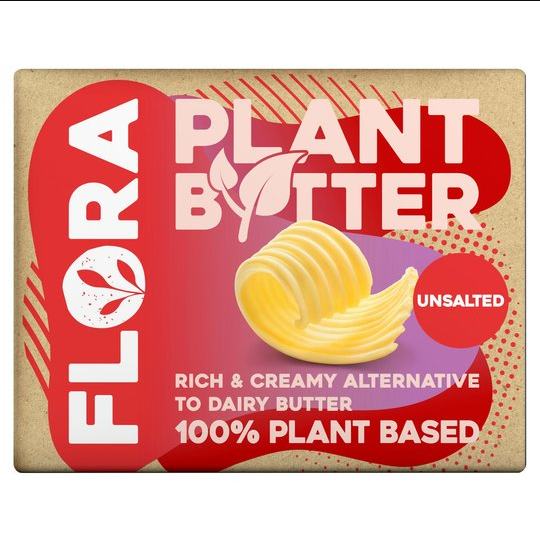 FLORA
PLANT
BUTTER
UNSALTED
RICH & CREAMY ALTERNATIVE
TO DAIRY BUTTER
100% PLANT BASED